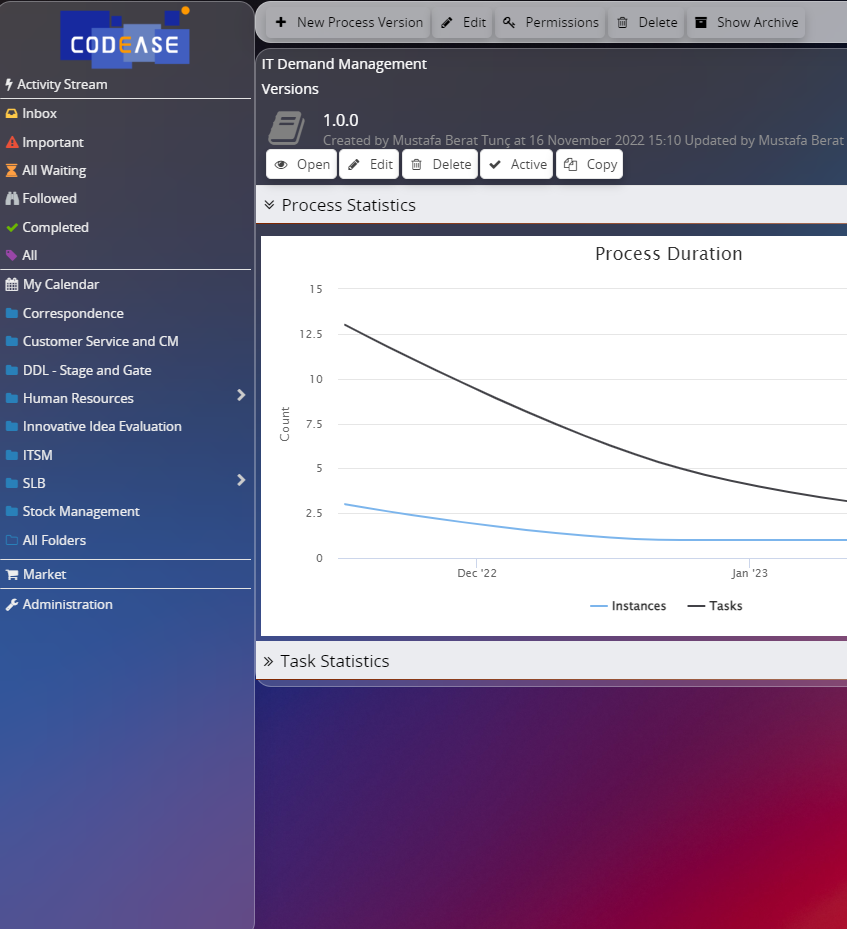 CODEASE
Activity Stream
Inbox
Important
All Waiting
Followed
Completed
All
My Calendar
Correspondence
Customer Service and CM
DDL - Stage and Gate
Human Resources
Innovative Idea Evaluation
ITSM
SLB
Stock Management
All Folders
Market
Administration
New Process Version Edit Permissions Delete Show Archive
IT Demand Management
Versions
1.0.0
Created by Mustafa Berat Tunç at 16 November 2022 15:10 Updated by Mustafa Berat
Open Edit Delete Active Copy
Process Statistics
Process Duration
Count
15
12.5
10
7.5
5
2.5
0
Dec '22 Jan '23
Instances Tasks
Task Statistics